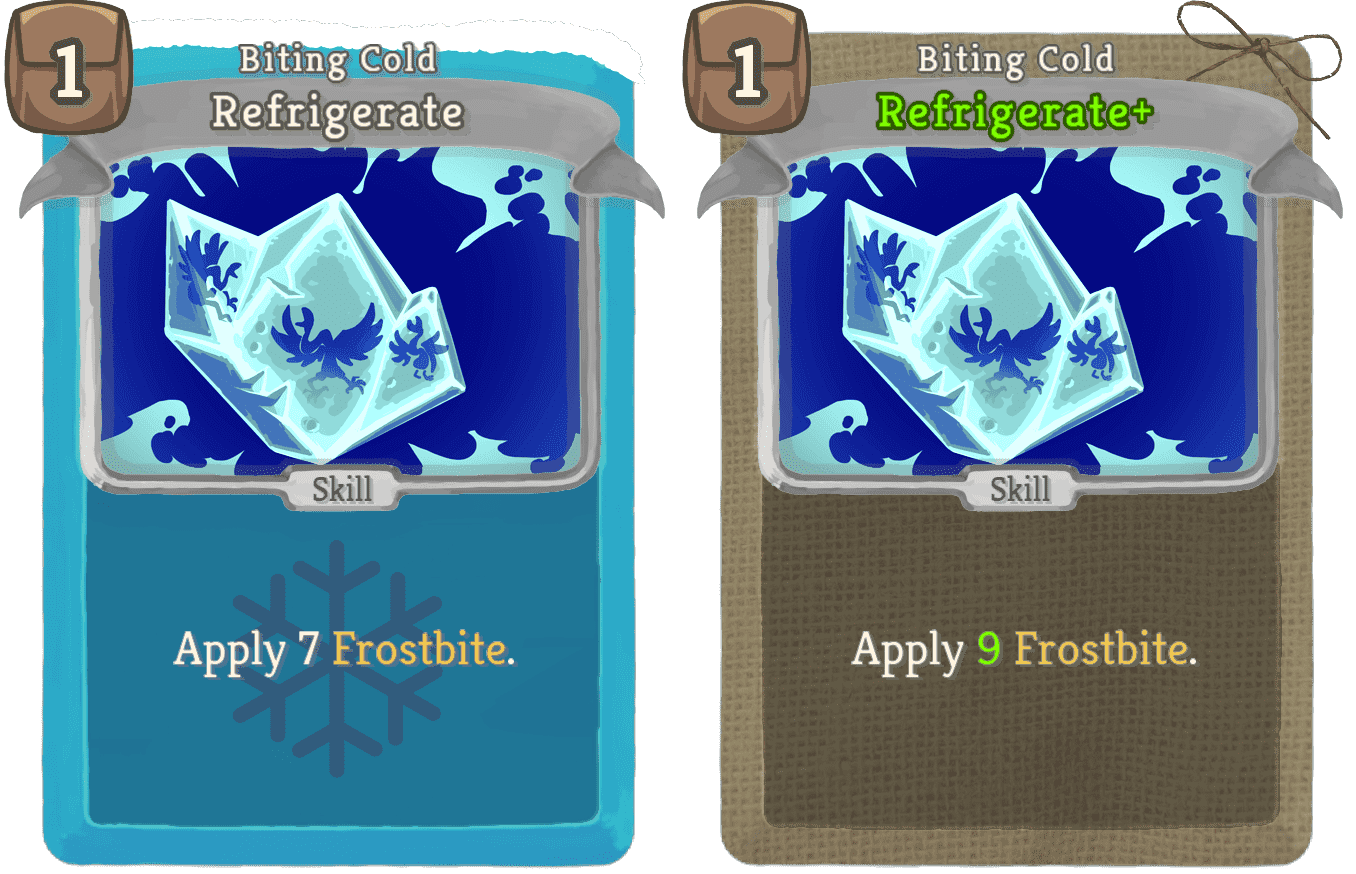 1
Biting Cold
Refrigerate
Skill
Apply 7 Frostbite.
1
Biting Cold
Refrigerate+
Skill
Apply 9 Frostbite.